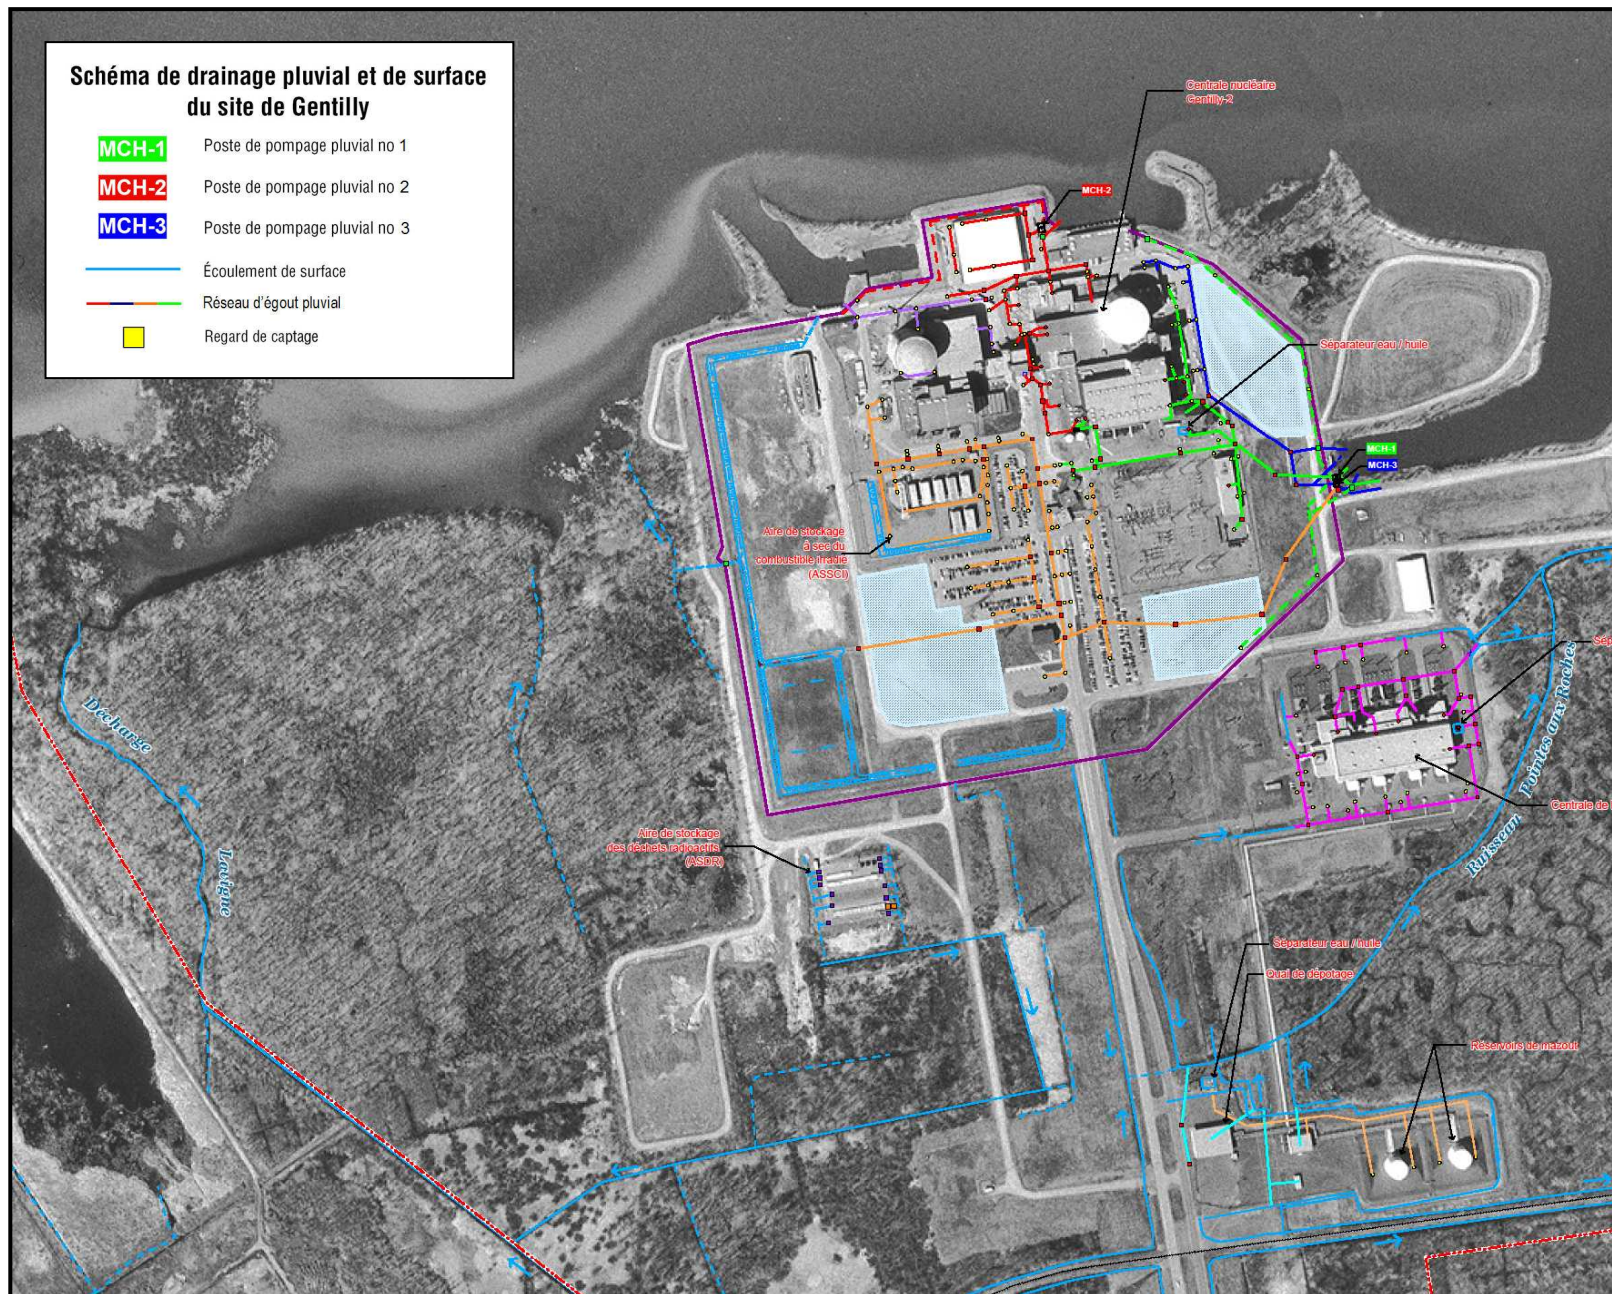 Schéma de drainage pluvial et de surface
du site de Gentilly
MCH-1 Poste de pompage pluvial no 1
MCH-2 Poste de pompage pluvial no 2
MCH-3 Poste de pompage pluvial no 3
Écoulement de surface
Réseau d'égout pluvial
Regard de captage
Centrale nucléaire
Gentilly-2
MCH-2
Séparateur eau / huile
MCH-1
MCH-3
Aire de stockage
à sec du
combustible irradié
(ASSCI)
Sép
Décharge
Lavigne
Ruisseau Pointes aux Roches
Centrale de
Aire de stockage
des déchets radioactifs
(ASDR)
Séparateur eau / huile
Quai de dépotage
Réservoirs de mazout